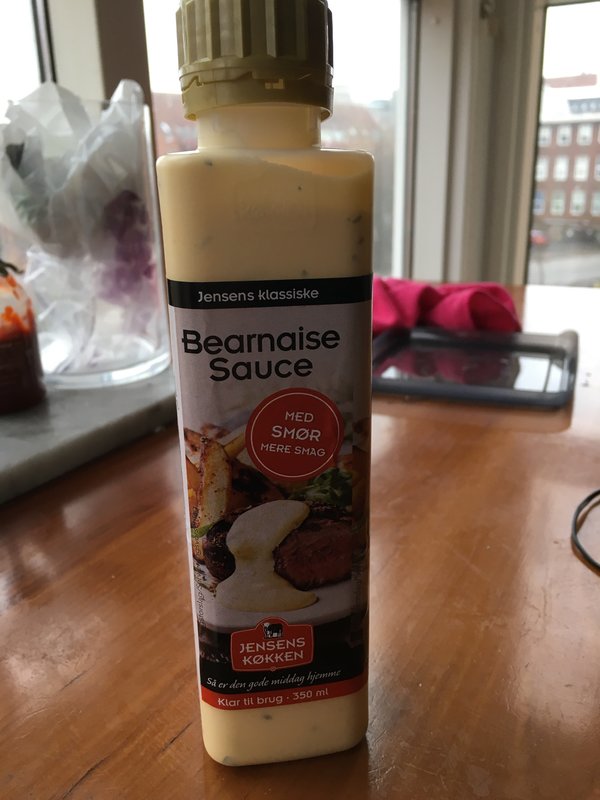 Jensens klassiske
Bearnaise
Sauce
MED
SMØR
MERE SMAG
JENSENS
KØKKEN
Så er den gode middag hjemme
Klar til brug · 350 ml